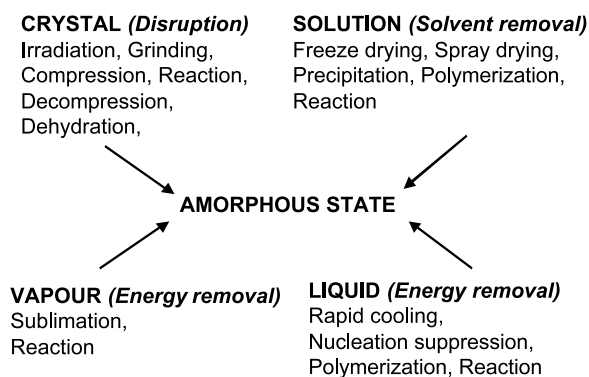 CRYSTAL (Disruption)
Irradiation, Grinding,
Compression, Reaction,
Decompression,
Dehydration,
SOLUTION (Solvent removal)
Freeze drying, Spray drying,
Precipitation, Polymerization,
Reaction
AMORPHOUS STATE
VAPOUR (Energy removal)
Sublimation,
Reaction
LIQUID (Energy removal)
Rapid cooling,
Nucleation suppression,
Polymerization, Reaction